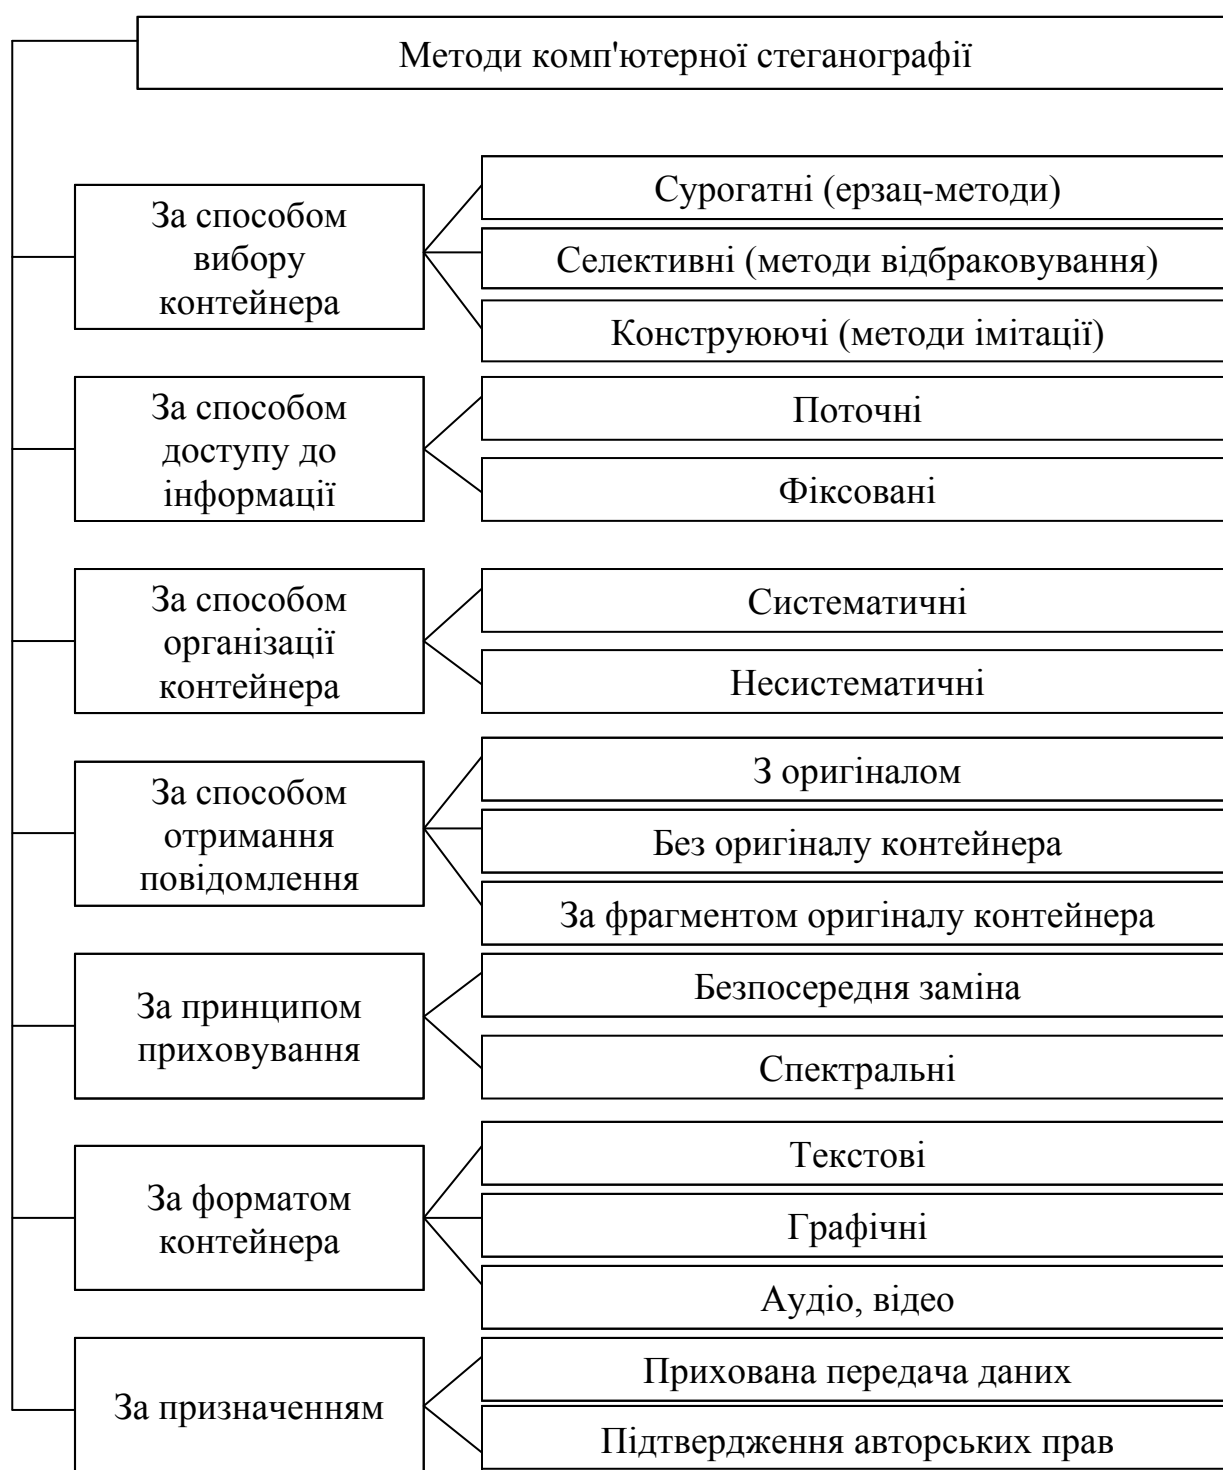 Методи комп'ютерної стеганографії
За способом
вибору
контейнера
Сурогатні (ерзац-методи)
Селективні (методи відбраковування)
Конструюючі (методи імітації)
За способом
доступу до
інформації
Поточні
Фіксовані
За способом
організації
контейнера
Систематичні
Несистематичні
За способом
отримання
повідомлення
З оригіналом
Без оригіналу контейнера
За фрагментом оригіналу контейнера
За принципом
приховування
Безпосередня заміна
Спектральні
За форматом
контейнера
Текстові
Графічні
Аудіо, відео
За призначенням
Прихована передача даних
Підтвердження авторських прав